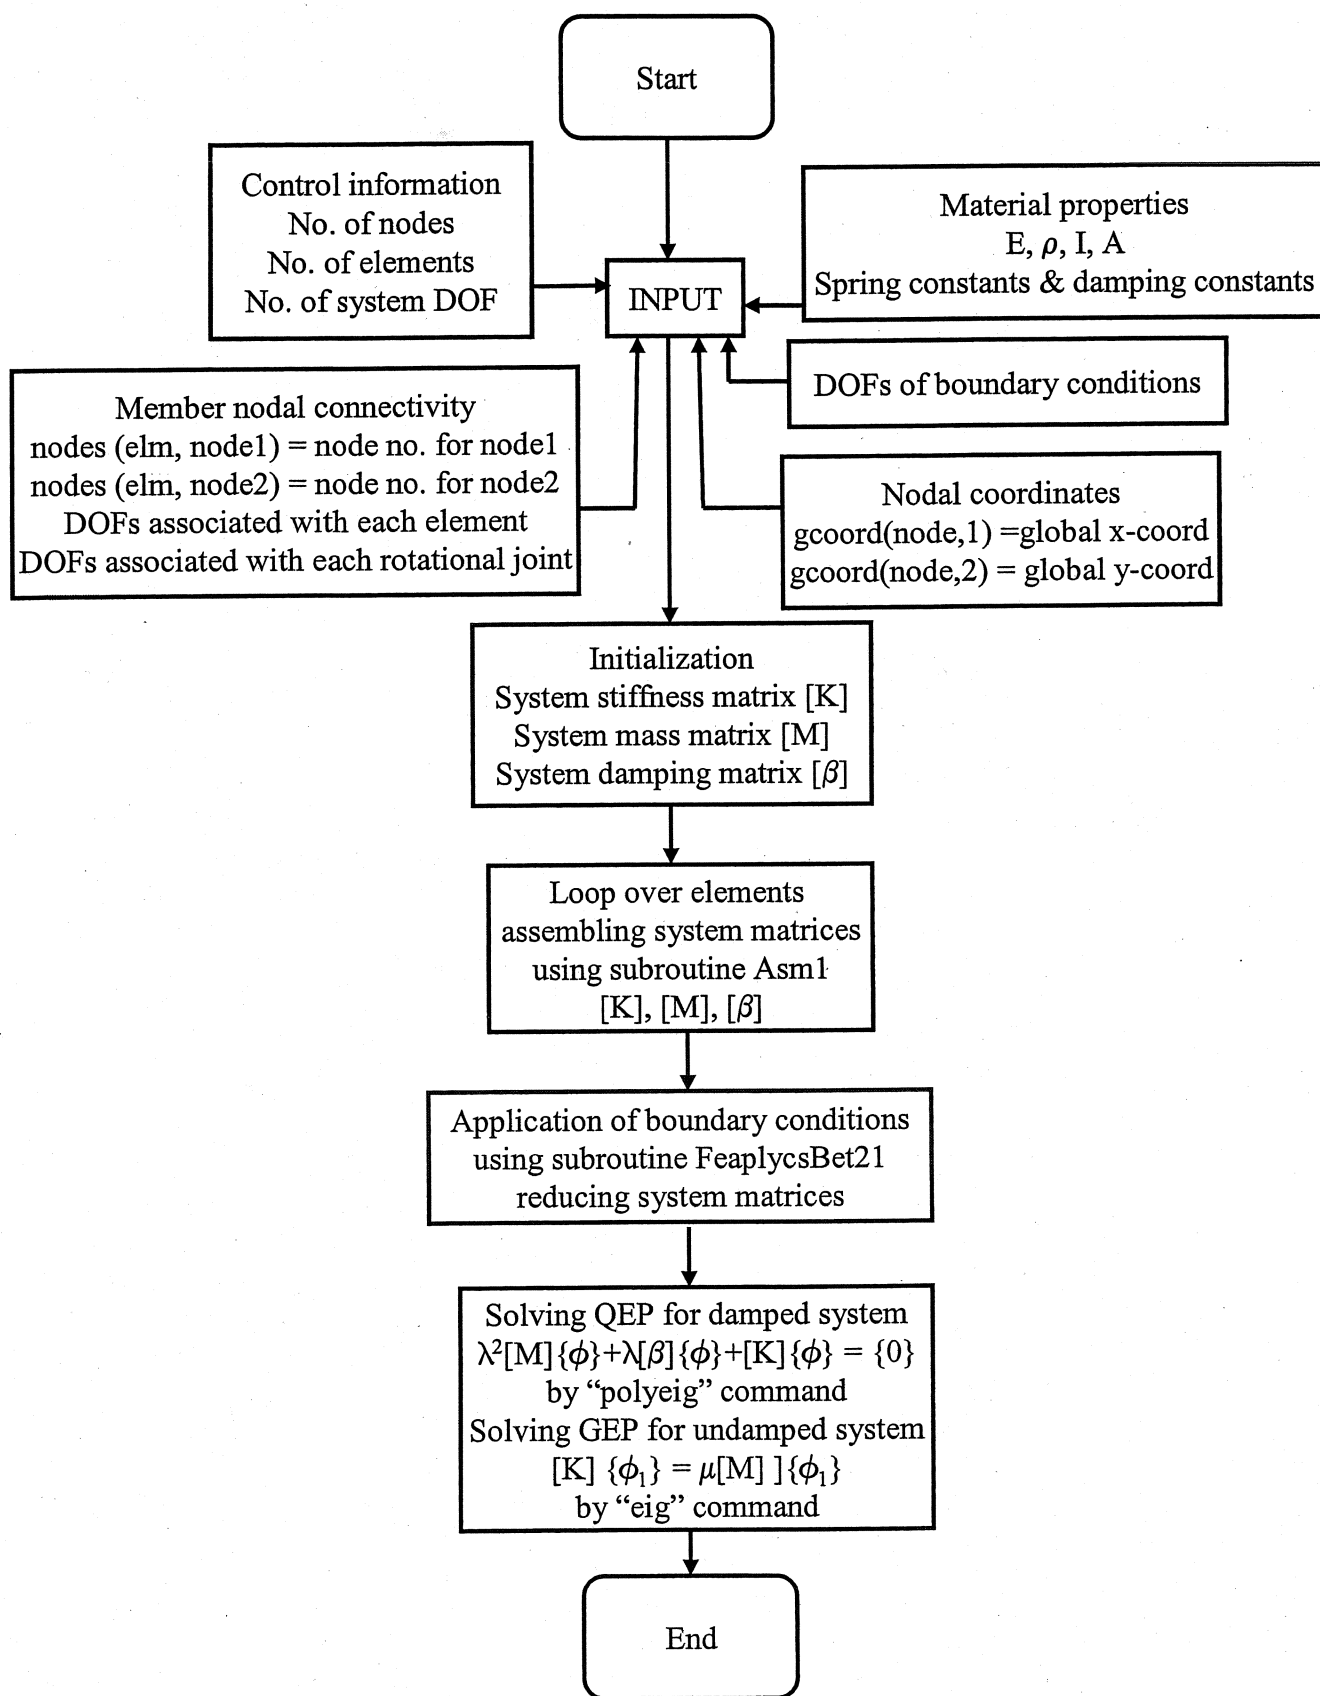 Start
Control information
No. of nodes
No. of elements
No. of system DOF
Material properties
E, ρ, I, A
Spring constants & damping constants
INPUT
DOFs of boundary conditions
Member nodal connectivity
nodes (elm, node1) = node no. for node1
nodes (elm, node2) = node no. for node2
DOFs associated with each element
DOFs associated with each rotational joint
Nodal coordinates
gcoord(node,1) =global x-coord
gcoord(node,2) = global y-coord
Initialization
System stiffness matrix [K]
System mass matrix [M]
System damping matrix [β]
Loop over elements
assembling system matrices
using subroutine Asm1
[K], [M], [β]
Application of boundary conditions
using subroutine FeaplycsBet21
reducing system matrices
Solving QEP for damped system
λ²[M]{ϕ}+λ[β]{ϕ}+[K]{ϕ} = {0}
by “polyeig” command
Solving GEP for undamped system
[K] {ϕ₁} = μ[M] ]{ϕ₁}
by “eig” command
End